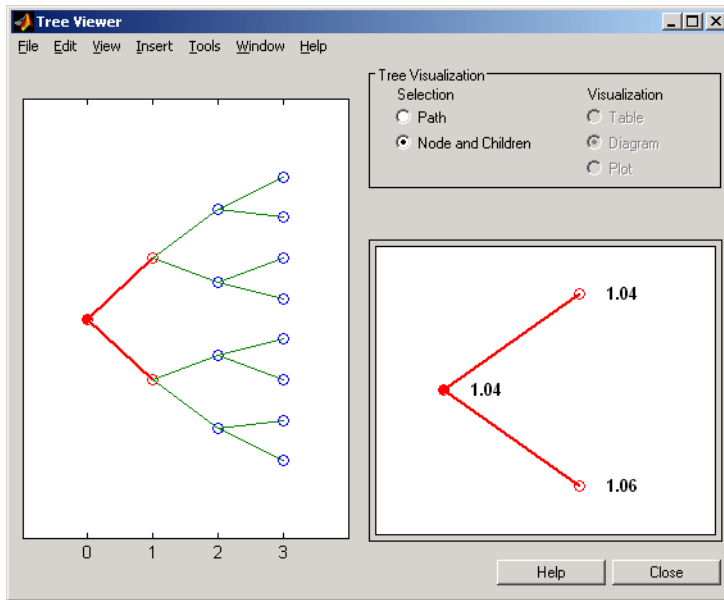 Tree Viewer
File Edit View Insert Tools Window Help
Tree Visualization
Selection
Visualization
Path
Table
Node and Children
Diagram
Plot
1.04
1.04
1.06
0 1 2 3
Help
Close